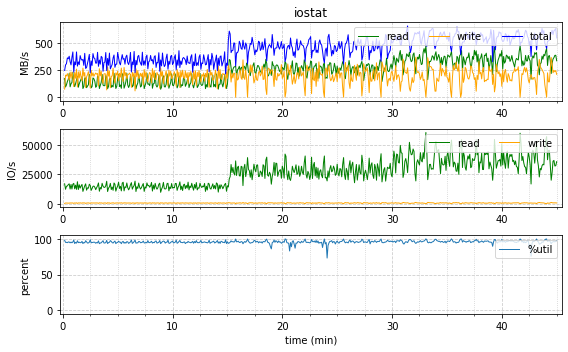 iostat
MB/s
500
250
0
read write total
0 10 20 30 40
IO/s
50000
25000
0
read write
0 10 20 30 40
percent
100
50
0
%util
0 10 20 30 40
time (min)